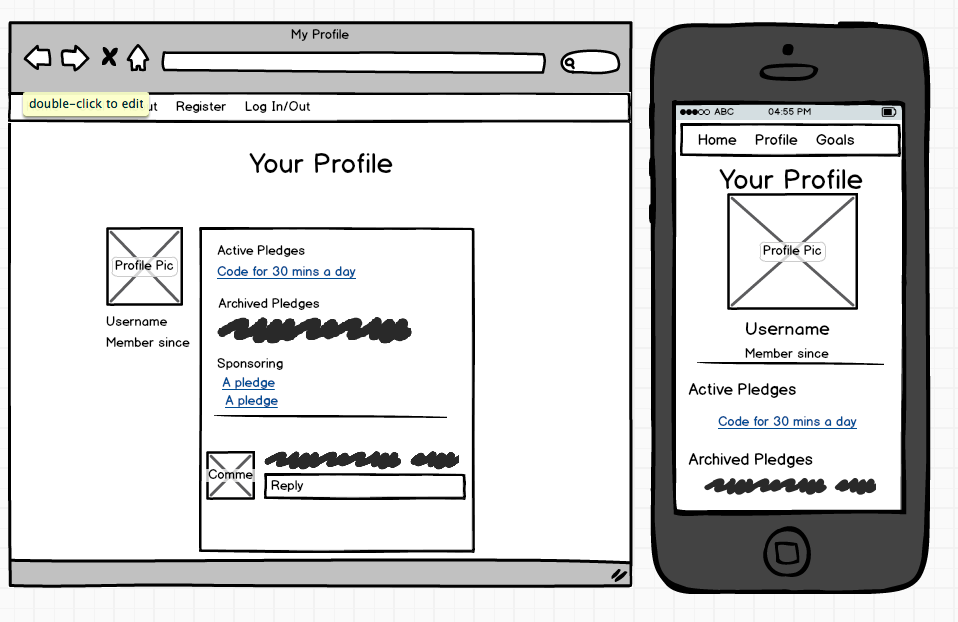 My Profile
double-click to edit
ut Register Log In/Out
Your Profile
Profile Pic
Username
Member since
Active Pledges
Code for 30 mins a day
Archived Pledges
Sponsoring
A pledge
A pledge
Comme
Reply
ABC 04:55 PM
Home Profile Goals
Your Profile
Profile Pic
Username
Member since
Active Pledges
Code for 30 mins a day
Archived Pledges